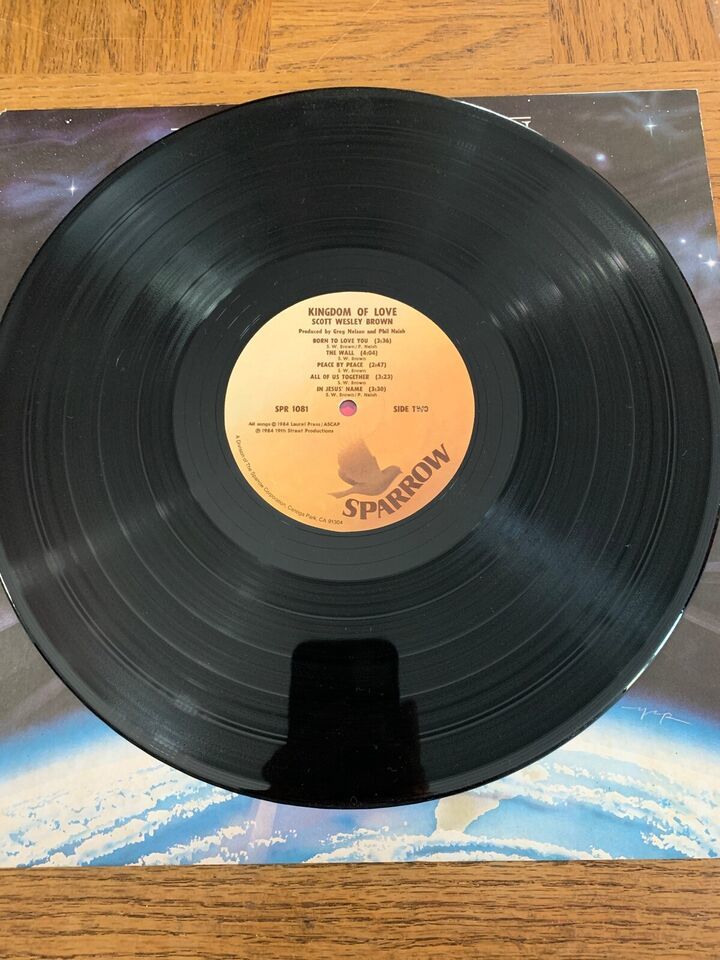 KINGDOM OF LOVE
SCOTT WESLEY BROWN
Produced by Greg Nelson and Phil Naish
BORN TO LOVE YOU (3:36)
S. W. Brown/P. Naish
THE WALL (4:04)
S. W. Brown
PEACE BY PEACE (2:47)
S. W. Brown
ALL OF US TOGETHER (3:23)
S. W. Brown
IN JESUS' NAME (3:30)
S. W. Brown/P. Naish
SPR 1081
SIDE TWO
All songs © 1984 Laurel Press/ASCAP
℗ 1984 19th Street Productions
SPARROW
A Division of The Sparrow Corporation, Canoga Park, CA 91304
yep